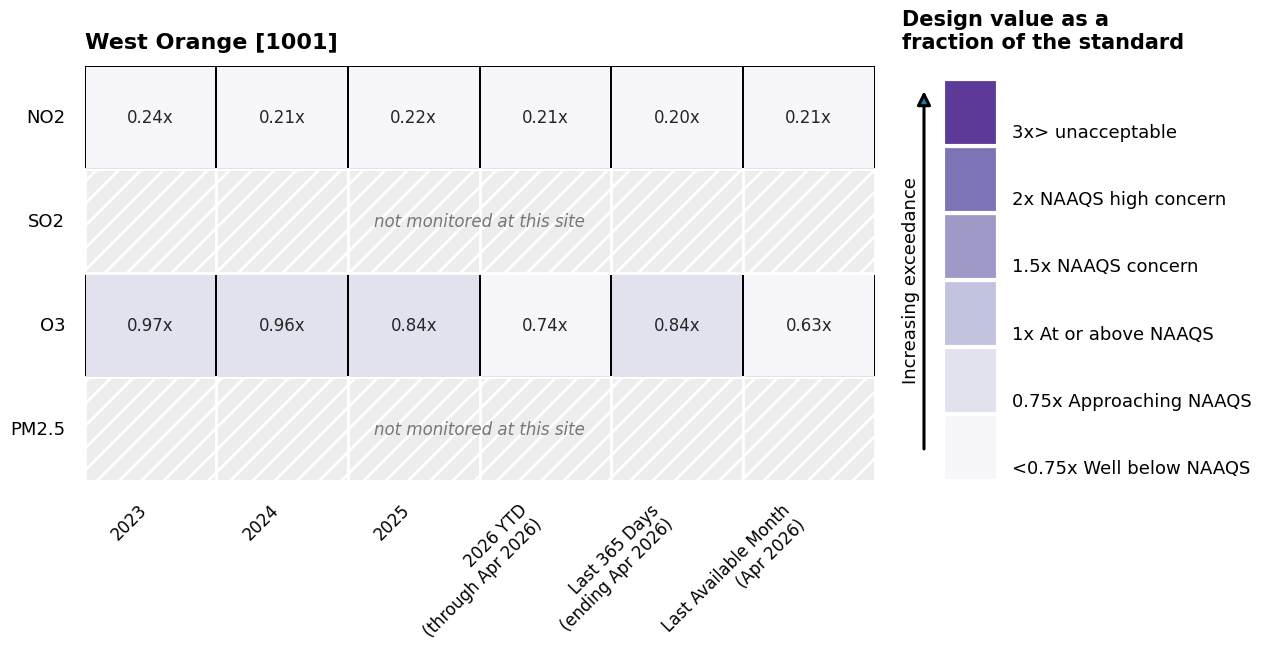 West Orange [1001]
NO2
0.24x 0.21x 0.22x 0.21x 0.20x 0.21x
SO2
not monitored at this site
O3
0.97x 0.96x 0.84x 0.74x 0.84x 0.63x
PM2.5
not monitored at this site
2023
2024
2025
2026 YTD
(through Apr 2026)
Last 365 Days
(ending Apr 2026)
Last Available Month
(Apr 2026)
Design value as a
fraction of the standard
Increasing exceedance
3x> unacceptable
2x NAAQS high concern
1.5x NAAQS concern
1x At or above NAAQS
0.75x Approaching NAAQS
<0.75x Well below NAAQS